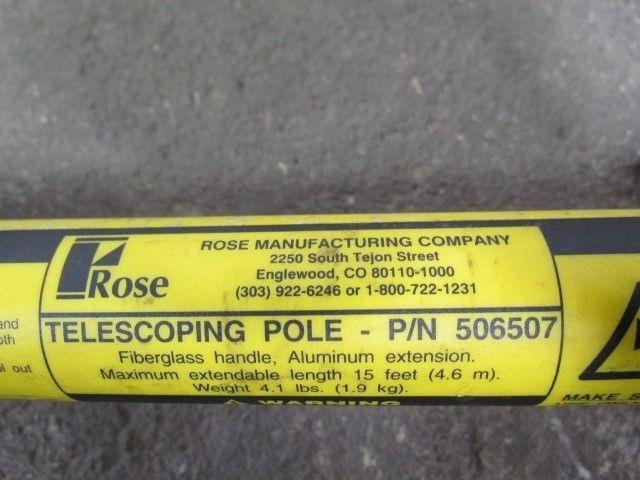 Rose
ROSE MANUFACTURING COMPANY
2250 South Tejon Street
Englewood, CO 80110-1000
(303) 922-6246 or 1-800-722-1231
TELESCOPING POLE - P/N 506507
Fiberglass handle, Aluminum extension.
Maximum extendable length 15 feet (4.6 m).
Weight 4.1 lbs. (1.9 kg).
WARNING
and
out
MAKE S